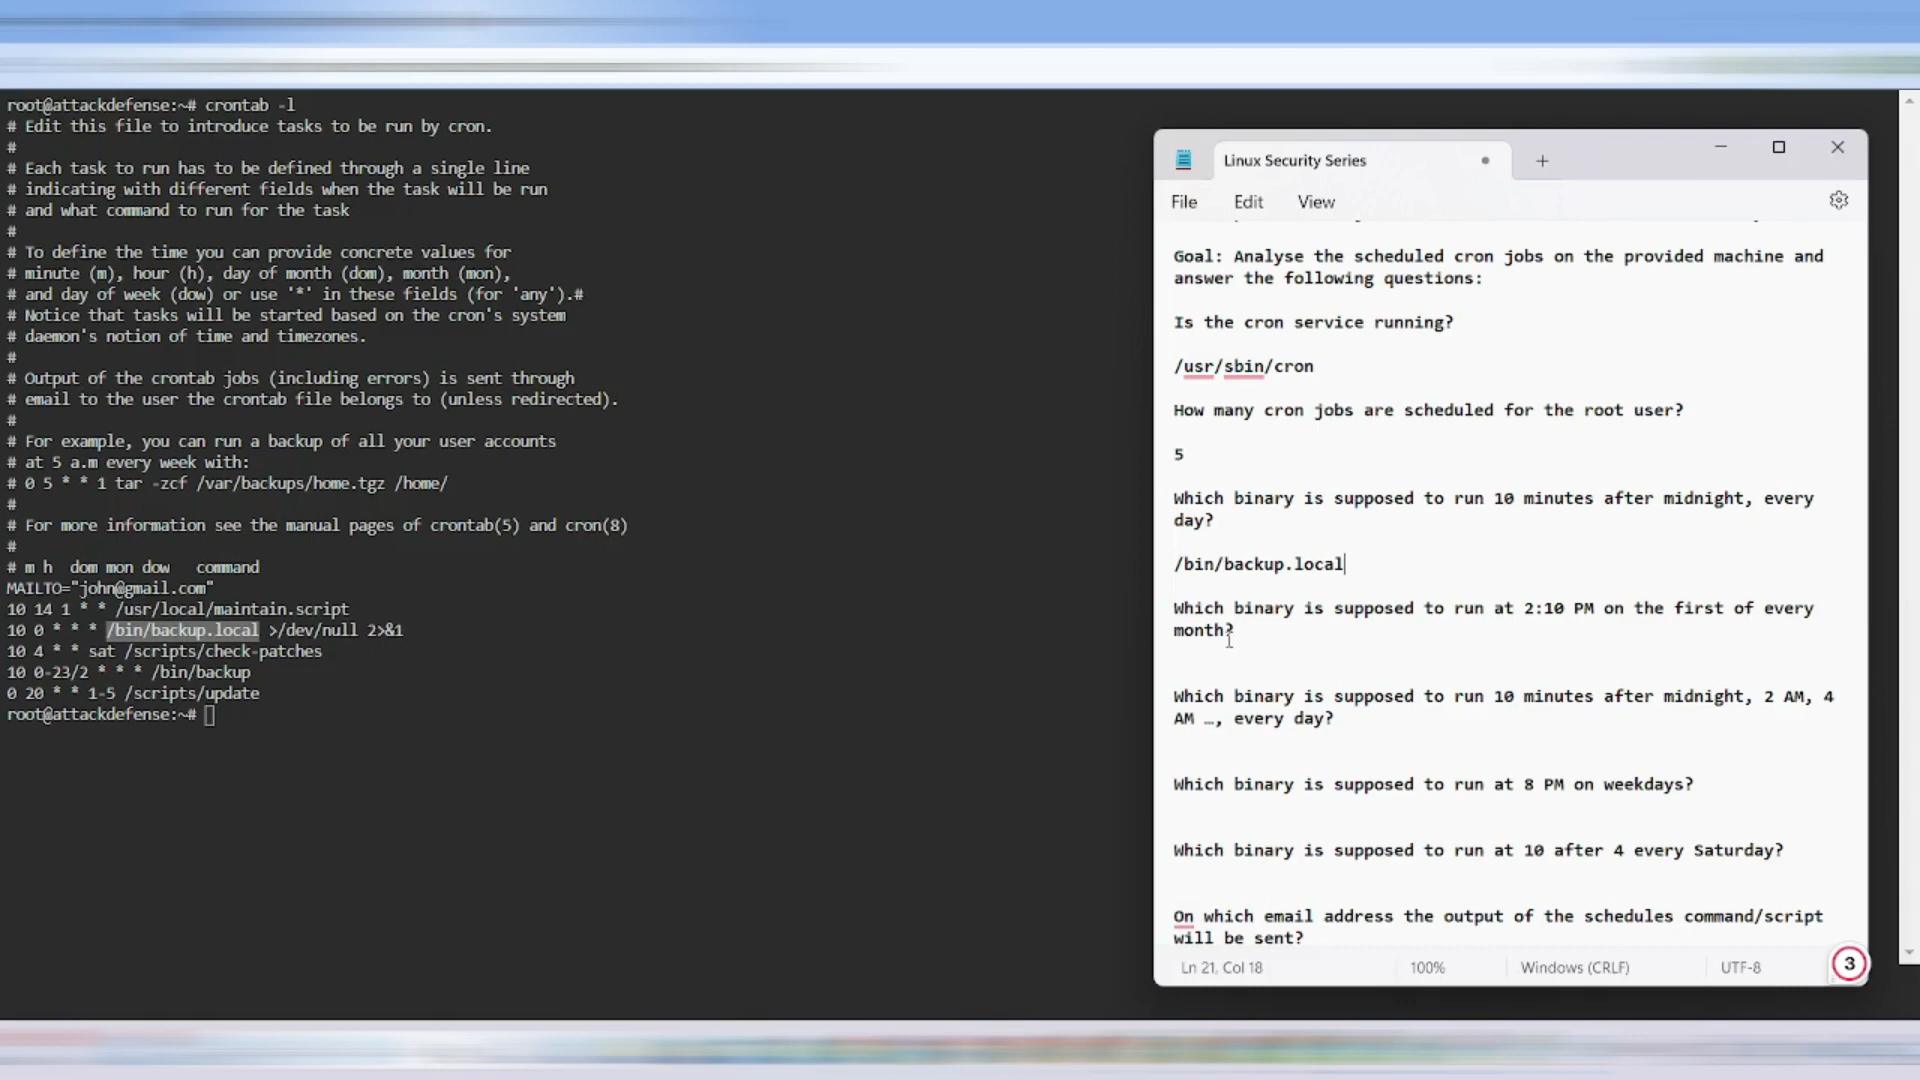 root@attackdefense:~# crontab -l
# Edit this file to introduce tasks to be run by cron.
#
# Each task to run has to be defined through a single line
# indicating with different fields when the task will be run
# and what command to run for the task
#
# To define the time you can provide concrete values for
# minute (m), hour (h), day of month (dom), month (mon),
# and day of week (dow) or use '*' in these fields (for 'any').#
# Notice that tasks will be started based on the cron's system
# daemon's notion of time and timezones.
#
# Output of the crontab jobs (including errors) is sent through
# email to the user the crontab file belongs to (unless redirected).
#
# For example, you can run a backup of all your user accounts
# at 5 a.m every week with:
# 0 5 * * 1 tar -zcf /var/backups/home.tgz /home/
#
# For more information see the manual pages of crontab(5) and cron(8)
#
# m h  dom mon dow   command
MAILTO="john@gmail.com"
10 14 1 * * /usr/local/maintain.script
10 0 * * * /bin/backup.local >/dev/null 2>&1
10 4 * * sat /scripts/check-patches
10 0-23/2 * * * /bin/backup
0 20 * * 1-5 /scripts/update
root@attackdefense:~#
Linux Security Series
File Edit View
Goal: Analyse the scheduled cron jobs on the provided machine and
answer the following questions:
Is the cron service running?
/usr/sbin/cron
How many cron jobs are scheduled for the root user?
5
Which binary is supposed to run 10 minutes after midnight, every
day?
/bin/backup.local
Which binary is supposed to run at 2:10 PM on the first of every
month?
Which binary is supposed to run 10 minutes after midnight, 2 AM, 4
AM …, every day?
Which binary is supposed to run at 8 PM on weekdays?
Which binary is supposed to run at 10 after 4 every Saturday?
On which email address the output of the schedules command/script
will be sent?
Ln 21, Col 18 100% Windows (CRLF) UTF-8 3